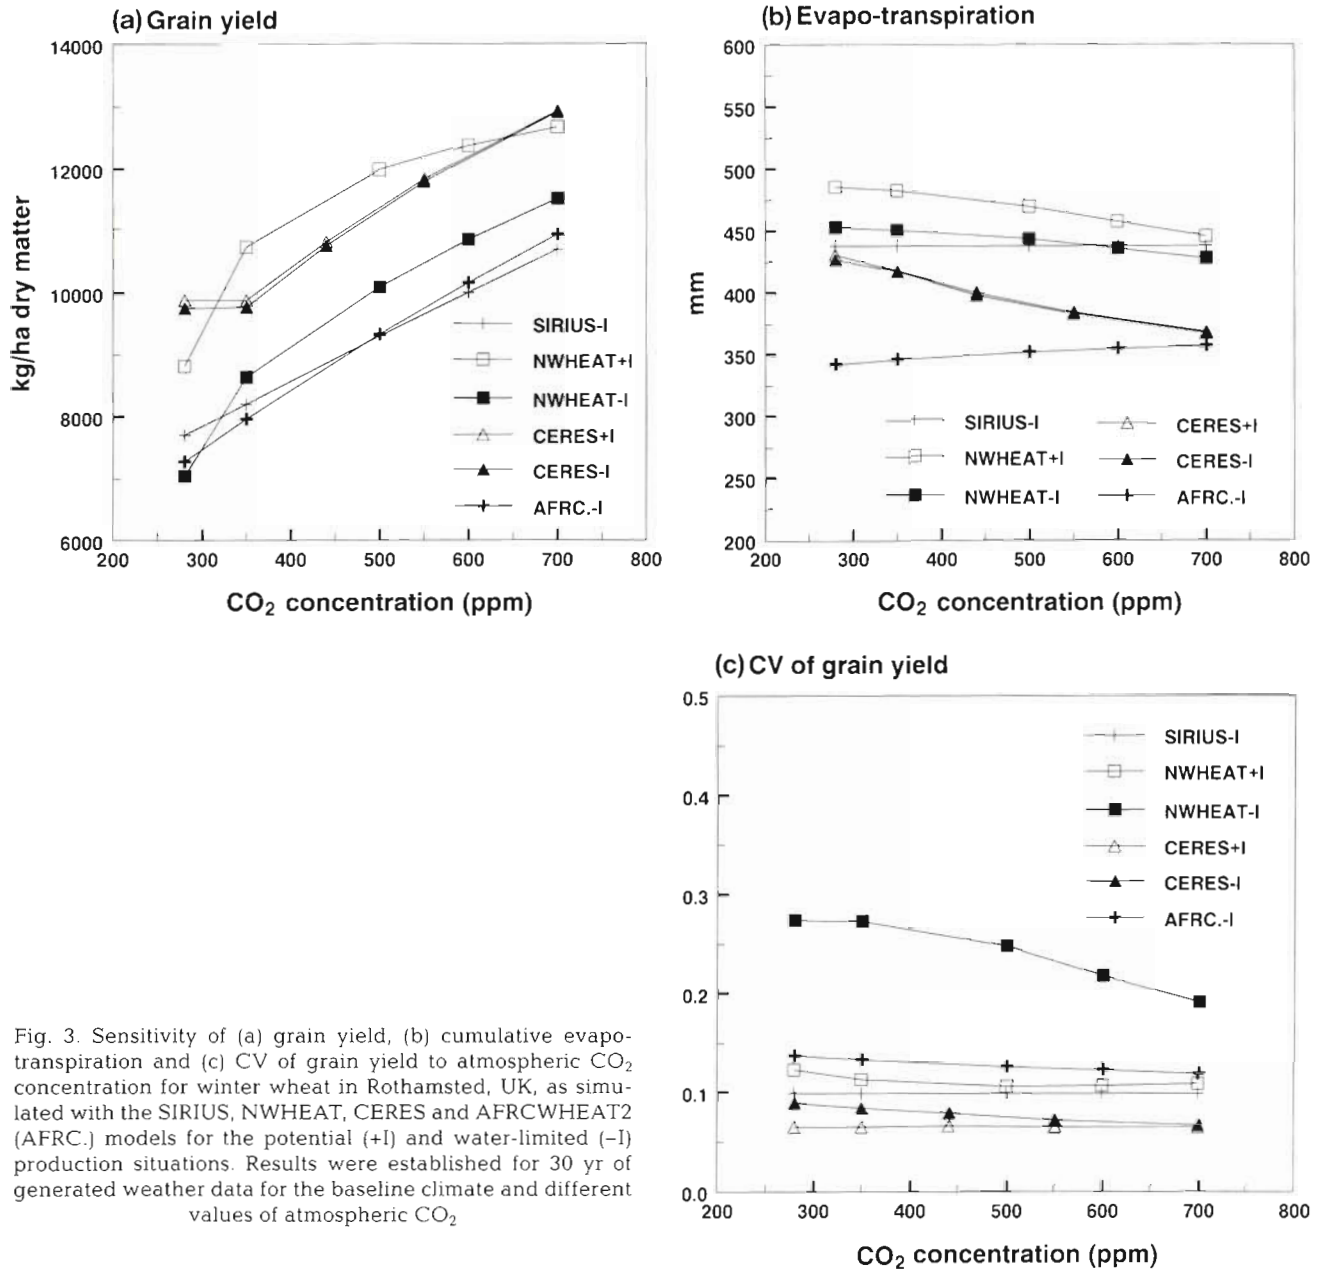 (a) Grain yield
14000
12000
10000
8000
6000
kg/ha dry matter
200 300 400 500 600 700 800
CO2 concentration (ppm)
SIRIUS-I
NWHEAT+I
NWHEAT-I
CERES+I
CERES-I
AFRC.-I
(b) Evapo-transpiration
600
550
500
450
400
350
300
250
200
mm
200 300 400 500 600 700 800
CO2 concentration (ppm)
SIRIUS-I
NWHEAT+I
NWHEAT-I
CERES+I
CERES-I
AFRC.-I
(c) CV of grain yield
0.5
0.4
0.3
0.2
0.1
0.0
200 300 400 500 600 700 800
CO2 concentration (ppm)
SIRIUS-I
NWHEAT+I
NWHEAT-I
CERES+I
CERES-I
AFRC.-I
Fig. 3. Sensitivity of (a) grain yield, (b) cumulative evapo-
transpiration and (c) CV of grain yield to atmospheric CO2
concentration for winter wheat in Rothamsted, UK, as simu-
lated with the SIRIUS, NWHEAT, CERES and AFRCWHEAT2
(AFRC.) models for the potential (+I) and water-limited (–I)
production situations. Results were established for 30 yr of
generated weather data for the baseline climate and different
values of atmospheric CO2